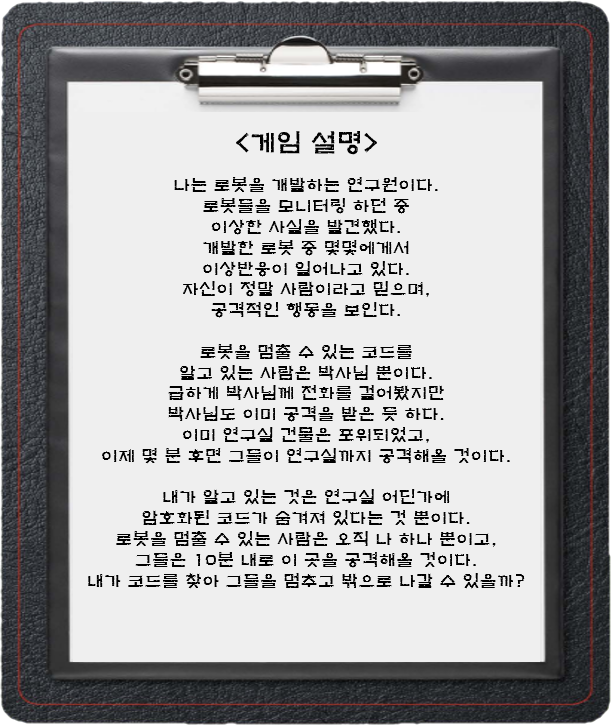 <게임 설명>
나는 로봇을 개발하는 연구원이다.
로봇들을 모니터링 하던 중
이상한 사실을 발견했다.
개발한 로봇 중 몇몇에게서
이상반응이 일어나고 있다.
자신이 정말 사람이라고 믿으며,
공격적인 행동을 보인다.
로봇을 멈출 수 있는 코드를
알고 있는 사람은 박사님 뿐이다.
급하게 박사님께 전화를 걸어봤지만
박사님도 이미 공격을 받은 듯 하다.
이미 연구실 건물은 포위되었고,
이제 몇 분 후면 그들이 연구실까지 공격해올 것이다.
내가 알고 있는 것은 연구실 어딘가에
암호화된 코드가 숨겨져 있다는 것 뿐이다.
로봇을 멈출 수 있는 사람은 오직 나 하나 뿐이고,
그들은 10분 내로 이 곳을 공격해올 것이다.
내가 코드를 찾아 그들을 멈추고 밖으로 나갈 수 있을까?